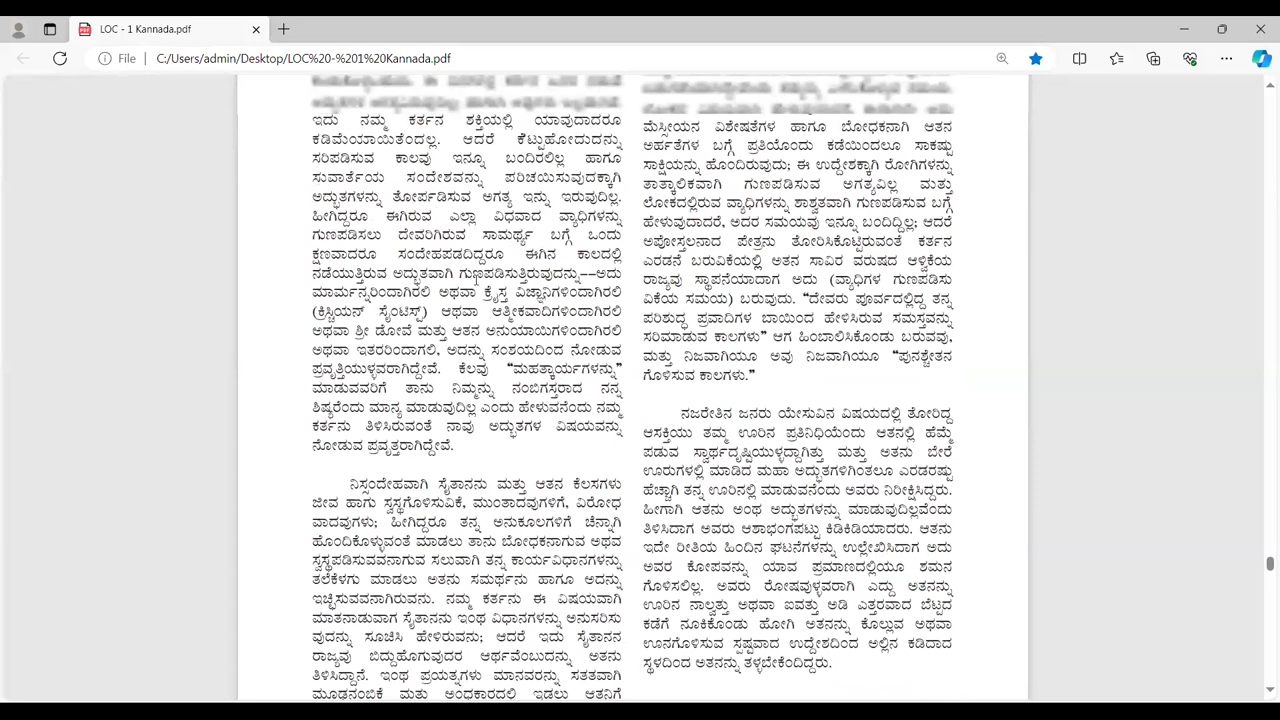 LOC - 1 Kannada.pdf
File
C:/Users/admin/Desktop/LOC%20-%201%20Kannada.pdf
ಇದು ನಮ್ಮ ಕರ್ತನ ಶಕ್ತಿಯಲ್ಲಿ ಯಾವುದಾದರೂ
ಕಡಿಮೆಯಾಯಿತೆಂದಲ್ಲ. ಆದರೆ ಕೆಟ್ಟುಹೋದುದನ್ನು
ಸರಿಪಡಿಸುವ ಕಾಲವು ಇನ್ನೂ ಬಂದಿರಲಿಲ್ಲ ಹಾಗೂ
ಸುವಾರ್ತೆಯ ಸಂದೇಶವನ್ನು ಪರಿಚಯಿಸುವುದಕ್ಕಾಗಿ
ಅದ್ಭುತಗಳನ್ನು ತೋರ್ಪಡಿಸುವ ಅಗತ್ಯ ಇನ್ನು ಇರುವುದಿಲ್ಲ.
ಹೀಗಿದ್ದರೂ ಈಗಿರುವ ಎಲ್ಲಾ ವಿಧವಾದ ವ್ಯಾಧಿಗಳನ್ನು
ಗುಣಪಡಿಸಲು ದೇವರಿಗಿರುವ ಸಾಮರ್ಥ್ಯ ಬಗ್ಗೆ ಒಂದು
ಕ್ಷಣವಾದರೂ ಸಂದೇಹಪಡದಿದ್ದರೂ ಈಗಿನ ಕಾಲದಲ್ಲಿ
ನಡೆಯುತ್ತಿರುವ ಅದ್ಭುತವಾಗಿ ಗುಣಪಡಿಸುತ್ತಿರುವುದನ್ನು--ಅದು
ಮಾರ್ಮನ್ನರಿಂದಾಗಿರಲಿ ಅಥವಾ ಕ್ರೈಸ್ತ ವಿಜ್ಞಾನಿಗಳಿಂದಾಗಿರಲಿ
(ಕ್ರಿಶ್ಚಿಯನ್ ಸೈಂಟಿಸ್ಟ್) ಆಥವಾ ಆತ್ಮೀಕವಾದಿಗಳಿಂದಾಗಿರಲಿ
ಅಥವಾ ಶ್ರೀ ಡೋವೆ ಮತ್ತು ಆತನ ಅನುಯಾಯಿಗಳಿಂದಾಗಿರಲಿ
ಅಥವಾ ಇತರರಿಂದಾಗಲಿ, ಅದನ್ನು ಸಂಶಯದಿಂದ ನೋಡುವ
ಪ್ರವೃತ್ತಿಯುಳ್ಳವರಾಗಿದ್ದೇವೆ. ಕೆಲವು “ಮಹತ್ಕಾರ್ಯಗಳನ್ನು”
ಮಾಡುವವರಿಗೆ ತಾನು ನಿಮ್ಮನ್ನು ನಂಬಿಗಸ್ತರಾದ ನನ್ನ
ಶಿಷ್ಯರೆಂದು ಮಾನ್ಯ ಮಾಡುವುದಿಲ್ಲ ಎಂದು ಹೇಳುವನೆಂದು ನಮ್ಮ
ಕರ್ತನು ತಿಳಿಸಿರುವಂತೆ ನಾವು ಅದ್ಭುತಗಳ ವಿಷಯವನ್ನು
ನೋಡುವ ಪ್ರವೃತ್ತರಾಗಿದ್ದೇವೆ.
ನಿಸ್ಸಂದೇಹವಾಗಿ ಸೈತಾನನು ಮತ್ತು ಆತನ ಕೆಲಸಗಳು
ಜೀವ ಹಾಗು ಸ್ವಸ್ಥಗೊಳಿಸುವಿಕೆ, ಮುಂತಾದವುಗಳಿಗೆ, ವಿರೋಧ
ವಾದವುಗಳು; ಹೀಗಿದ್ದರೂ ತನ್ನ ಅನುಕೂಲಗಳಿಗೆ ಚೆನ್ನಾಗಿ
ಹೊಂದಿಕೊಳ್ಳುವಂತೆ ಮಾಡಲು ತಾನು ಬೋಧಕನಾಗುವ ಅಥವ
ಸ್ವಸ್ಥಪಡಿಸುವವನಾಗುವ ಸಲುವಾಗಿ ತನ್ನ ಕಾರ್ಯವಿಧಾನಗಳನ್ನು
ತಲೆಕೆಳಗು ಮಾಡಲು ಅತನು ಸಮರ್ಥನು ಹಾಗೂ ಅದನ್ನು
ಇಚ್ಛಿಸುವವನಾಗಿರುವನು. ನಮ್ಮ ಕರ್ತನು ಈ ವಿಷಯವಾಗಿ
ಮಾತನಾಡುವಾಗ ಸೈತಾನನು ಇಂಥ ವಿಧಾನಗಳನ್ನು ಅನುಸರಿಸು
ವುದನ್ನು ಸೂಚಿಸಿ ಹೇಳಿರುವನು; ಆದರೆ ಇದು ಸೈತಾನನ
ರಾಜ್ಯವು ಬಿದ್ದುಹೊಗುವುದರ ಆರ್ಥವೆಂಬುದನ್ನು ಅತನು
ತಿಳಿಸಿದ್ದಾನೆ. ಇಂಥ ಪ್ರಯತ್ನಗಳು ಮಾನವರನ್ನು ಸತತವಾಗಿ
ಮೂಢನಂಬಿಕೆ ಮತ್ತು ಅಂಧಕಾರದಲ್ಲಿ ಇಡಲು ಆತನಿಗೆ
ಮೆಸ್ಸೀಯನ ವಿಶೇಷತೆಗಳ ಹಾಗೂ ಬೋಧಕನಾಗಿ ಆತನ
ಅರ್ಹತೆಗಳ ಬಗ್ಗೆ ಪ್ರತಿಯೊಂದು ಕಡೆಯಿಂದಲೂ ಸಾಕಷ್ಟು
ಸಾಕ್ಷಿಯನ್ನು ಹೊಂದಿರುವುದು; ಈ ಉದ್ದೇಶಕ್ಕಾಗಿ ರೋಗಿಗಳನ್ನು
ತಾತ್ಕಾಲಿಕವಾಗಿ ಗುಣಪಡಿಸುವ ಅಗತ್ಯವಿಲ್ಲ ಮತ್ತು
ಲೋಕದಲ್ಲಿರುವ ವ್ಯಾಧಿಗಳನ್ನು ಶಾಶ್ವತವಾಗಿ ಗುಣಪಡಿಸುವ ಬಗ್ಗೆ
ಹೇಳುವುದಾದರೆ, ಅದರ ಸಮಯವು ಇನ್ನೂ ಬಂದಿದ್ದಿಲ್ಲ; ಆದರೆ
ಅಪೋಸ್ತಲನಾದ ಪೇತ್ರನು ತೋರಿಸಿಕೊಟ್ಟಿರುವಂತೆ ಕರ್ತನ
ಎರಡನೆ ಬರುವಿಕೆಯಲ್ಲಿ ಅತನ ಸಾವಿರ ವರುಷದ ಆಳ್ವಿಕೆಯ
ರಾಜ್ಯವು ಸ್ಥಾಪನೆಯಾದಾಗ ಅದು (ವ್ಯಾಧಿಗಳ ಗುಣಪಡಿಸು
ವಿಕೆಯ ಸಮಯ) ಬರುವುದು. “ದೇವರು ಪೂರ್ವದಲ್ಲಿದ್ದ ತನ್ನ
ಪರಿಶುದ್ಧ ಪ್ರವಾದಿಗಳ ಬಾಯಿಂದ ಹೇಳಿಸಿರುವ ಸಮಸ್ತವನ್ನು
ಸರಿಮಾಡುವ ಕಾಲಗಳು” ಆಗ ಹಿಂಬಾಲಿಸಿಕೊಂಡು ಬರುವವು,
ಮತ್ತು ನಿಜವಾಗಿಯೂ ಅವು ನಿಜವಾಗಿಯೂ “ಪುನಶ್ಚೇತನ
ಗೊಳಿಸುವ ಕಾಲಗಳು.”
ನಜರೇತಿನ ಜನರು ಯೇಸುವಿನ ವಿಷಯದಲ್ಲಿ ತೋರಿದ್ದ
ಆಸಕ್ತಿಯು ತಮ್ಮ ಊರಿನ ಪ್ರತಿನಿಧಿಯೆಂದು ಆತನಲ್ಲಿ ಹೆಮ್ಮೆ
ಪಡುವ ಸ್ವಾರ್ಥದೃಷ್ಟಿಯುಳ್ಳದ್ದಾಗಿತ್ತು ಮತ್ತು ಅತನು ಬೇರೆ
ಊರುಗಳಲ್ಲಿ ಮಾಡಿದ ಮಹಾ ಅದ್ಭುತಗಳಿಗಿಂತಲೂ ಎರಡರಷ್ಟು
ಹೆಚ್ಚಾಗಿ ತನ್ನ ಊರಿನಲ್ಲಿ ಮಾಡುವನೆಂದು ಅವರು ನಿರೀಕ್ಷಿಸಿದ್ದರು.
ಹೀಗಾಗಿ ಆತನು ಅಂಥ ಅದ್ಭುತಗಳನ್ನು ಮಾಡುವುದಿಲ್ಲವೆಂದು
ತಿಳಿಸಿದಾಗ ಅವರು ಆಶಾಭಂಗಪಟ್ಟು ಕಿಡಿಕಿಡಿಯಾದರು. ಆತನು
ಇದೇ ರೀತಿಯ ಹಿಂದಿನ ಘಟನೆಗಳನ್ನು ಉಲ್ಲೇಖಿಸಿದಾಗ ಅದು
ಅವರ ಕೋಪವನ್ನು ಯಾವ ಪ್ರಮಾಣದಲ್ಲಿಯೂ ಶಮನ
ಗೊಳಿಸಲಿಲ್ಲ. ಅವರು ರೋಷವುಳ್ಳವರಾಗಿ ಎದ್ದು ಅತನನ್ನು
ಊರಿನ ನಾಲ್ವತ್ತು ಅಥವಾ ಐವತ್ತು ಅಡಿ ಎತ್ತರವಾದ ಬೆಟ್ಟದ
ಕಡೆಗೆ ನೂಕಿಕೊಂಡು ಹೋಗಿ ಅತನನ್ನು ಕೊಲ್ಲುವ ಅಥವಾ
ಊನಗೊಳಿಸುವ ಸ್ಪಷ್ಟವಾದ ಉದ್ದೇಶದಿಂದ ಅಲ್ಲಿನ ಕಡಿದಾದ
ಸ್ಥಳದಿಂದ ಅತನನ್ನು ತಳ್ಳಬೇಕೆಂದಿದ್ದರು.